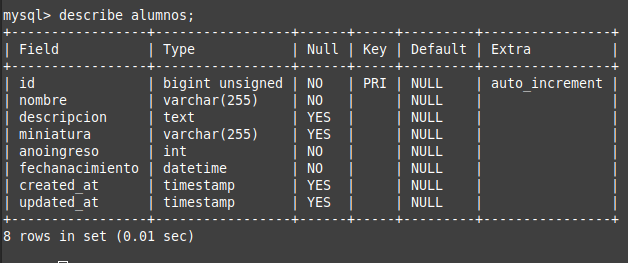 mysql> describe alumnos;
+-----------------+-----------------+------+-----+---------+----------------+
| Field           | Type            | Null | Key | Default | Extra          |
+-----------------+-----------------+------+-----+---------+----------------+
| id              | bigint unsigned | NO   | PRI | NULL    | auto_increment |
| nombre          | varchar(255)    | NO   |     | NULL    |                |
| descripcion     | text            | YES  |     | NULL    |                |
| miniatura       | varchar(255)    | YES  |     | NULL    |                |
| anoingreso      | int             | NO   |     | NULL    |                |
| fechanacimiento | datetime        | NO   |     | NULL    |                |
| created_at      | timestamp       | YES  |     | NULL    |                |
| updated_at      | timestamp       | YES  |     | NULL    |                |
+-----------------+-----------------+------+-----+---------+----------------+
8 rows in set (0.01 sec)